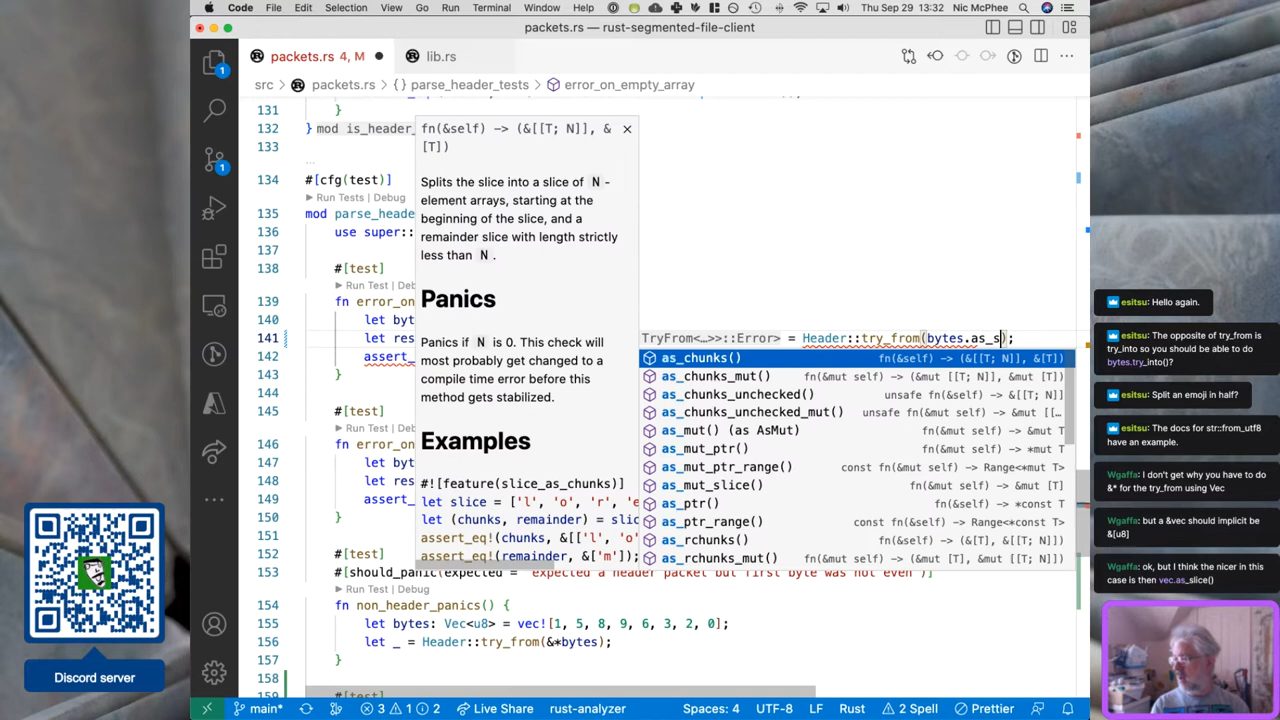 Code File Edit Selection View Go Run Terminal Window Help Thu Sep 29 13:32 Nic McPhee
packets.rs — rust-segmented-file-client
packets.rs 4, M lib.rs
src packets.rs { } parse_header_tests error_on_empty_array
131 }
132 } mod is_header_
133
134 #[cfg(test)]
Run Tests | Debug
135 mod parse_heade
136 use super::
137
138 #[test]
Run Test | Debug
139 fn error_on
140 let byt
141 let res TryFrom<…>>::Error> = Header::try_from(bytes.as_s);
142 assert_
143 }
144
145 #[test]
Run Test | Debug
146 fn error_on
147 let byt
148 let res
149 assert_
150 }
151
152 #[test]
153 #[should_panic(expected = "expected a header packet but first byte was not even")]
Run Test | Debug
154 fn non_header_panics() {
155 let bytes: Vec<u8> = vec![1, 5, 8, 9, 6, 3, 2, 0];
156 let _ = Header::try_from(&*bytes);
157 }
158
159 #[test]
fn(&self) -> (&[[T; N]], &
[T])
Splits the slice into a slice of N-
element arrays, starting at the
beginning of the slice, and a
remainder slice with length strictly
less than N.
Panics
Panics if N is 0. This check will
most probably get changed to a
compile time error before this
method gets stabilized.
Examples
#![feature(slice_as_chunks)]
let slice = ['l', 'o', 'r', 'e
let (chunks, remainder) = slic
assert_eq!(chunks, &[['l', 'o'
assert_eq!(remainder, &['m']);
as_chunks() fn(&self) -> (&[[T; N]], &[T])
as_chunks_mut() fn(&mut self) -> (&mut [[T; N]], &mut [T])
as_chunks_unchecked() unsafe fn(&self) -> &[[T; N]]
as_chunks_unchecked_mut() unsafe fn(&mut self) -> &mut [[…
as_mut() (as AsMut) fn(&mut self) -> &mut T
as_mut_ptr() fn(&mut self) -> *mut T
as_mut_ptr_range() const fn(&mut self) -> Range<*mut T>
as_mut_slice() fn(&mut self) -> &mut [T]
as_ptr() fn(&self) -> *const T
as_ptr_range() const fn(&self) -> Range<*const T>
as_rchunks() fn(&self) -> (&[T], &[[T; N]])
as_rchunks_mut() fn(&mut self) -> (&mut [T], &mut [[T; N]])
main* 3 1 2 Live Share rust-analyzer Spaces: 4 UTF-8 LF Rust 2 Spell Prettier
1
1
Discord server
esitsu: Hello again.
esitsu: The opposite of try_from is
try_into so you should be able to do
bytes.try_into()?
esitsu: Split an emoji in half?
esitsu: The docs for str::from_utf8
have an example.
Wgaffa: I don't get why you have to do
&* for the try_from using Vec
Wgaffa: but a &vec should implicit be
&[u8]
Wgaffa: ok, but I think the nicer in this
case is then vec.as_slice()